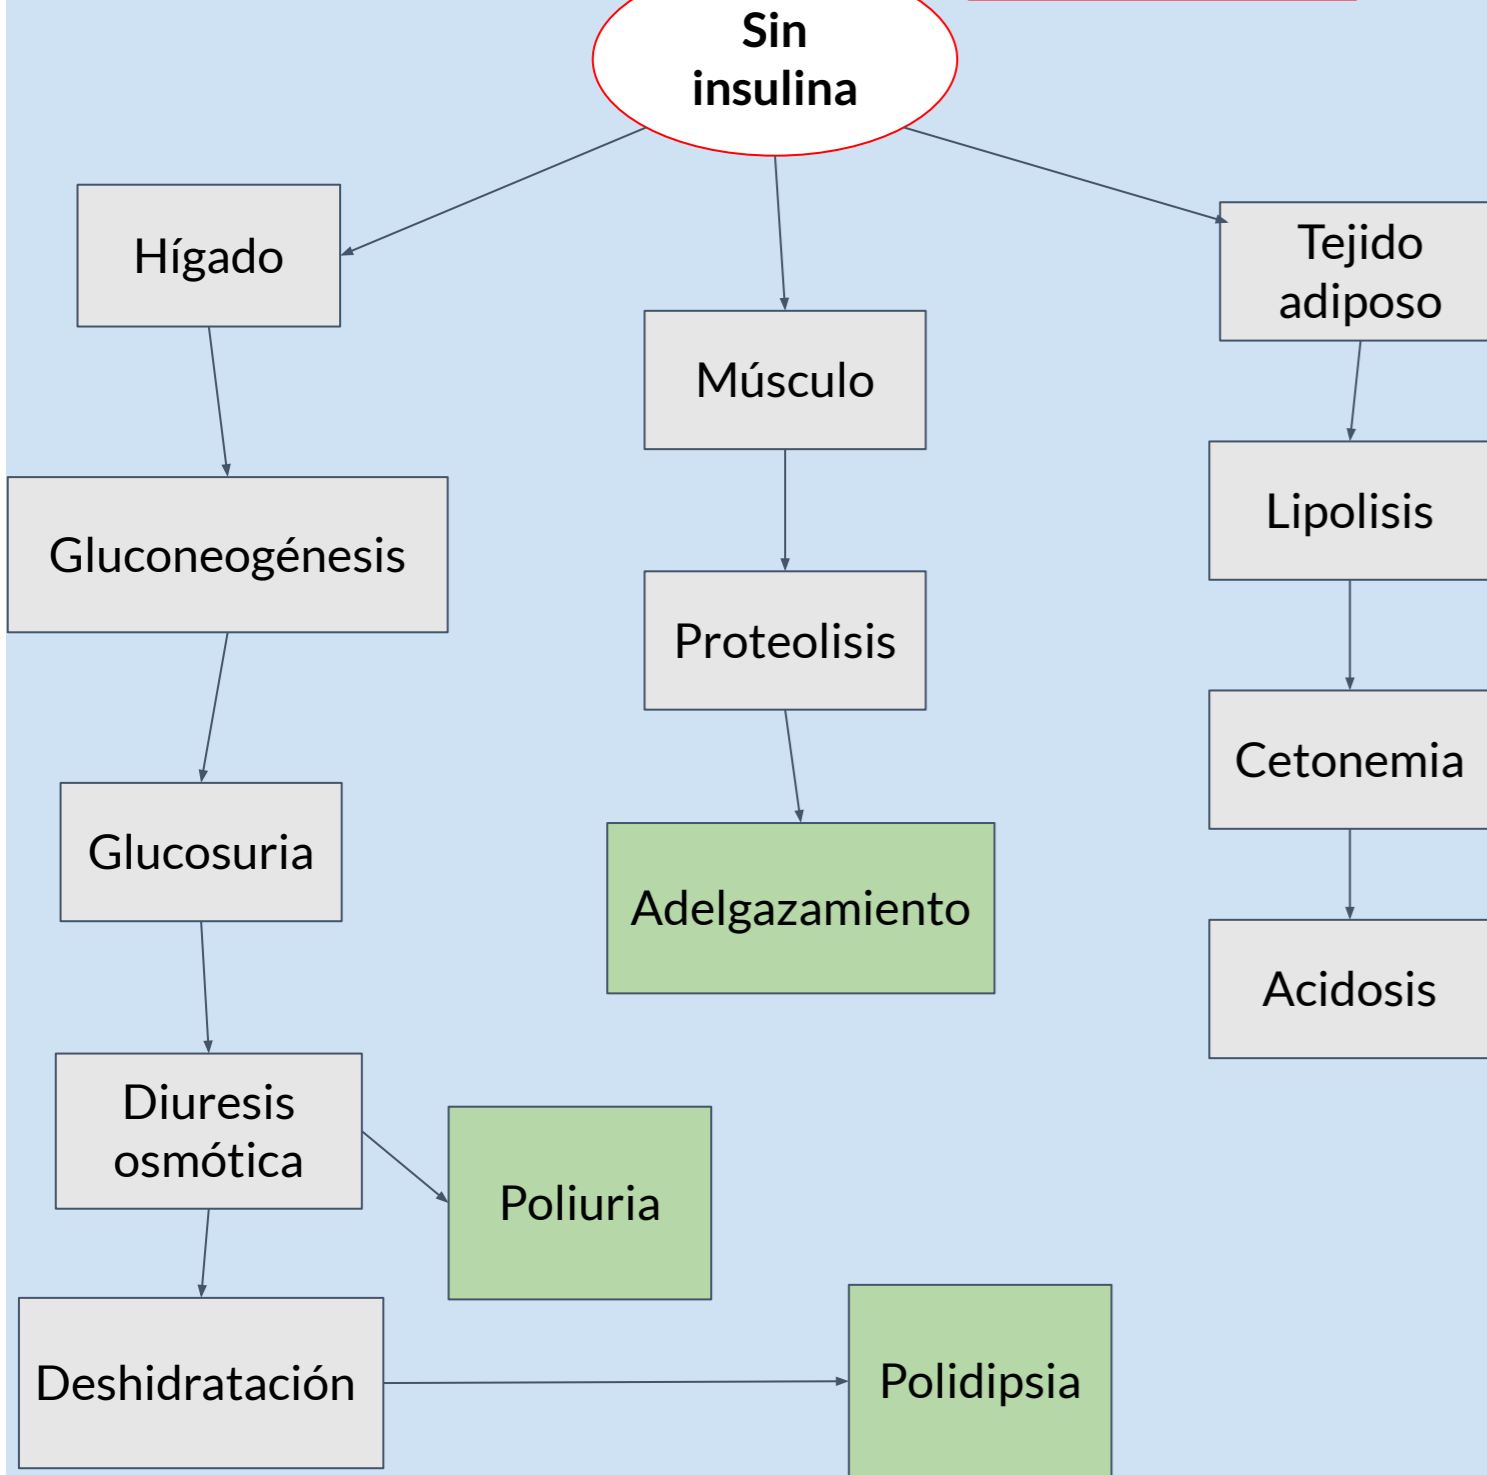 Sin
insulina
Hígado
Tejido
adiposo
Músculo
Lipolisis
Gluconeogénesis
Proteolisis
Cetonemia
Glucosuria
Adelgazamiento
Acidosis
Diuresis
osmótica
Poliuria
Deshidratación
Polidipsia